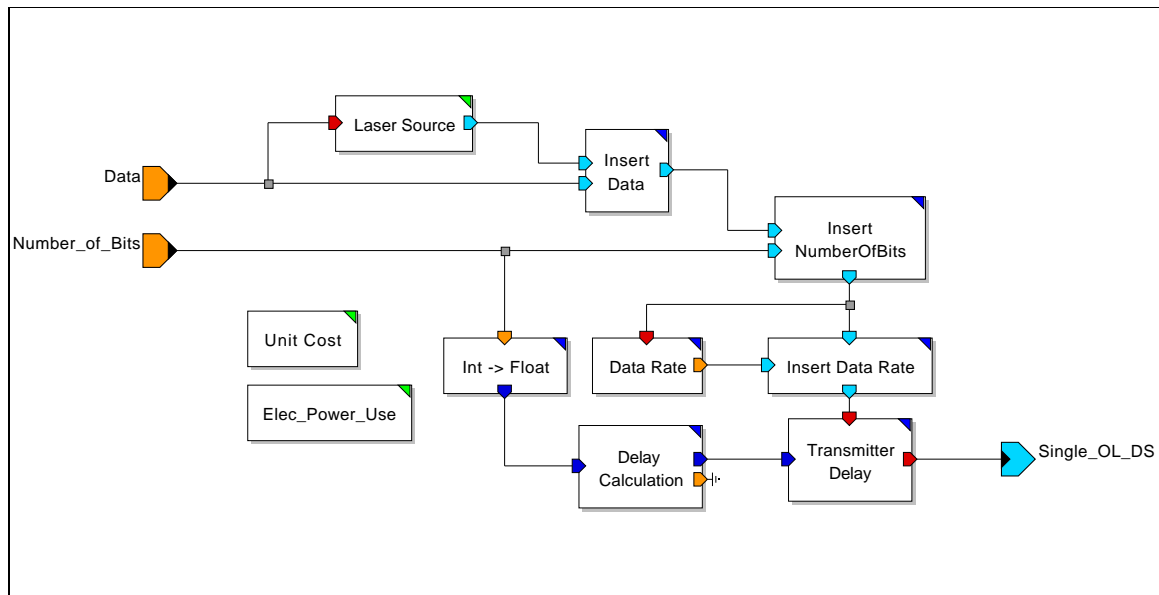 Laser Source
Insert
Data
Data
Number_of_Bits
Insert
NumberOfBits
Unit Cost
Int -> Float
Data Rate
Insert Data Rate
Elec_Power_Use
Delay
Calculation
Transmitter
Delay
Single_OL_DS